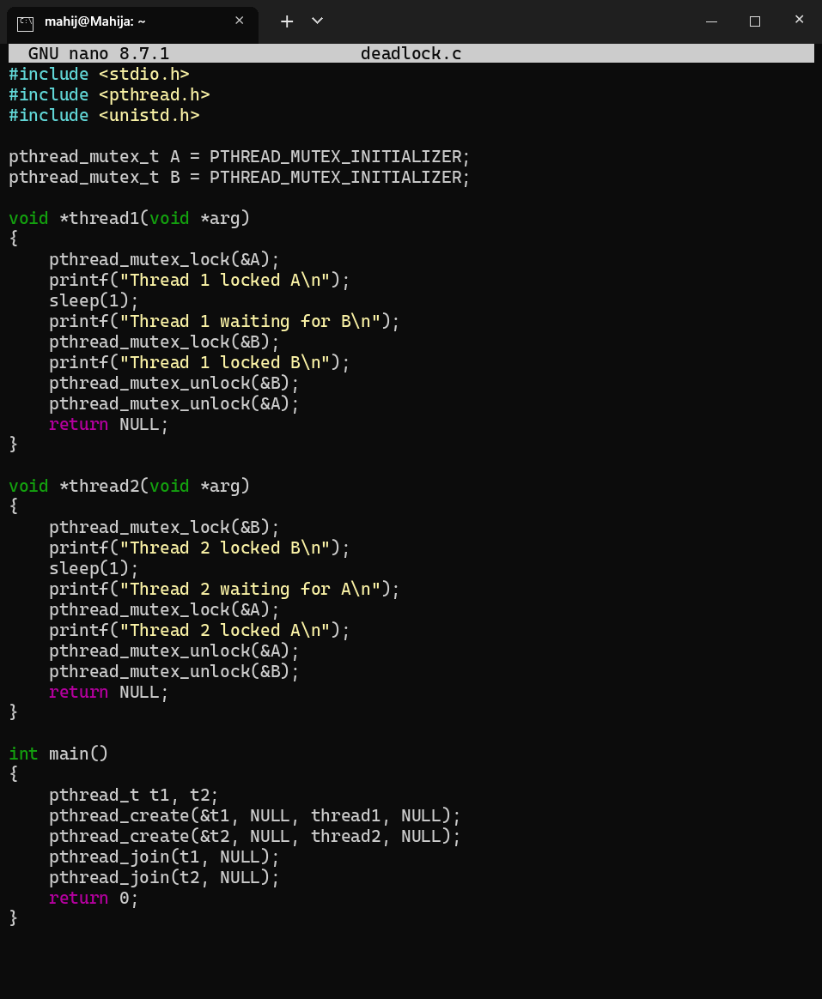 mahij@Mahija: ~
GNU nano 8.7.1 deadlock.c
#include <stdio.h>
#include <pthread.h>
#include <unistd.h>

pthread_mutex_t A = PTHREAD_MUTEX_INITIALIZER;
pthread_mutex_t B = PTHREAD_MUTEX_INITIALIZER;

void *thread1(void *arg)
{
    pthread_mutex_lock(&A);
    printf("Thread 1 locked A\n");
    sleep(1);
    printf("Thread 1 waiting for B\n");
    pthread_mutex_lock(&B);
    printf("Thread 1 locked B\n");
    pthread_mutex_unlock(&B);
    pthread_mutex_unlock(&A);
    return NULL;
}

void *thread2(void *arg)
{
    pthread_mutex_lock(&B);
    printf("Thread 2 locked B\n");
    sleep(1);
    printf("Thread 2 waiting for A\n");
    pthread_mutex_lock(&A);
    printf("Thread 2 locked A\n");
    pthread_mutex_unlock(&A);
    pthread_mutex_unlock(&B);
    return NULL;
}

int main()
{
    pthread_t t1, t2;
    pthread_create(&t1, NULL, thread1, NULL);
    pthread_create(&t2, NULL, thread2, NULL);
    pthread_join(t1, NULL);
    pthread_join(t2, NULL);
    return 0;
}